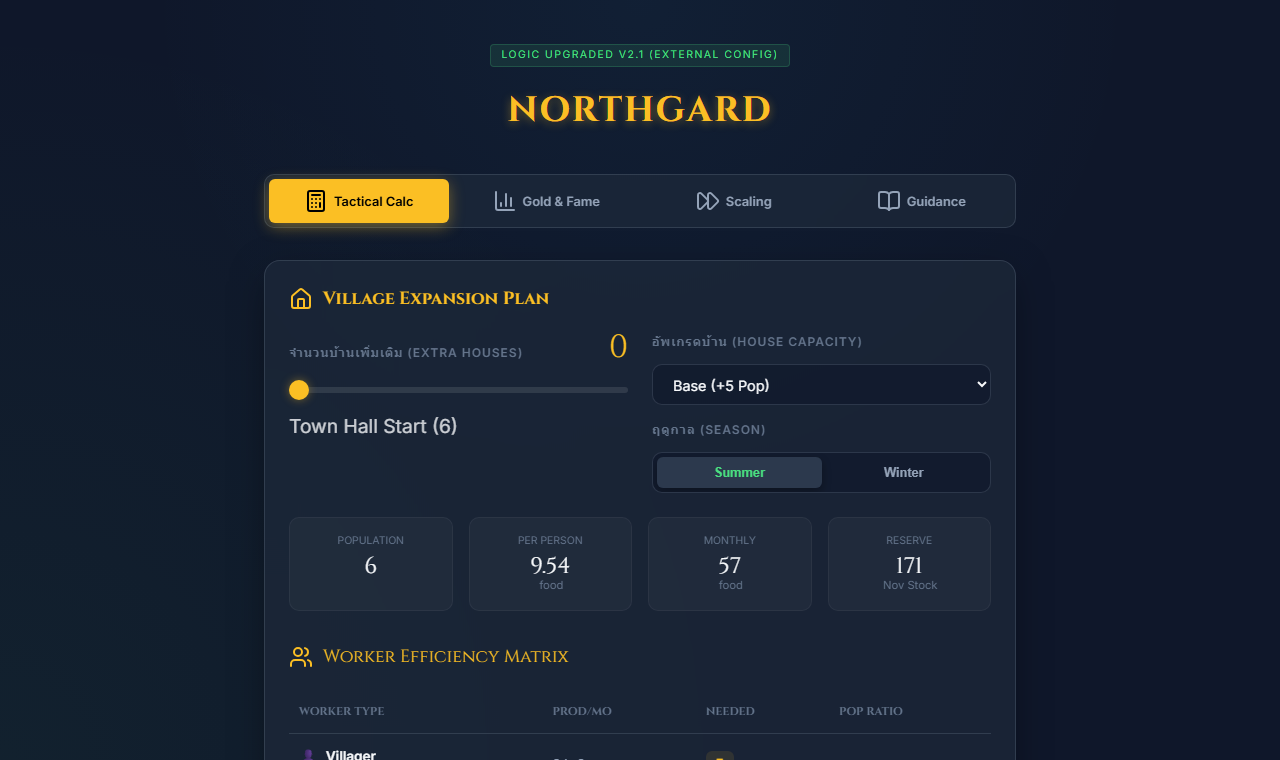 LOGIC UPGRADED V2.1 (EXTERNAL CONFIG)
NORTHGARD
Tactical Calc
Gold & Fame
Scaling
Guidance
Village Expansion Plan
จำนวนบ้านเพิ่มเติม (EXTRA HOUSES)
0
Town Hall Start (6)
อัพเกรดบ้าน (HOUSE CAPACITY)
Base (+5 Pop)
ฤดูกาล (SEASON)
Summer
Winter
POPULATION
6
PER PERSON
9.54
food
MONTHLY
57
food
RESERVE
171
Nov Stock
Worker Efficiency Matrix
WORKER TYPE
PROD/MO
NEEDED
POP RATIO
Villager